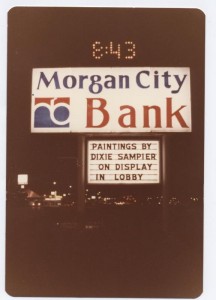 8:43
Morgan City
Bank
PAINTINGS BY
DIXIE SAMPIER
ON DISPLAY
IN LOBBY